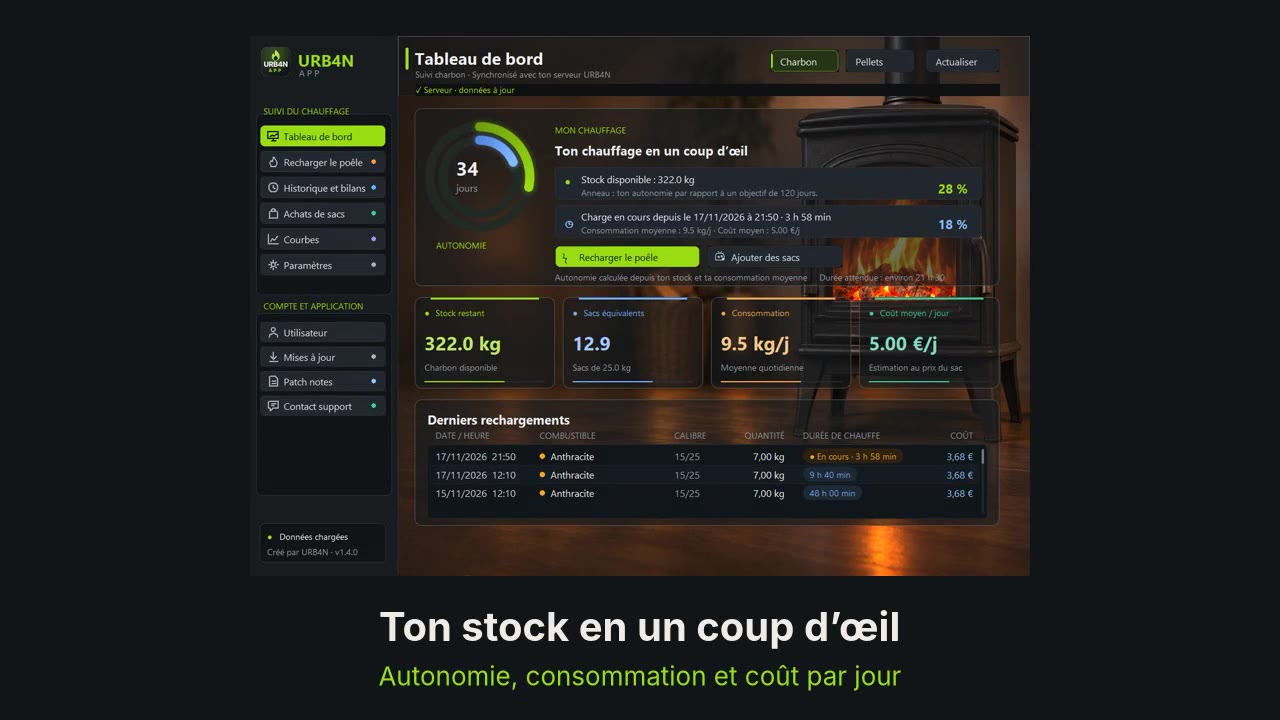 URB4N
APP
URB4N
APP
SUIVI DU CHAUFFAGE
Tableau de bord
Recharger le poêle
Historique et bilans
Achats de sacs
Courbes
Paramètres
COMPTE ET APPLICATION
Utilisateur
Mises à jour
Patch notes
Contact support
Données chargées
Créé par URB4N · v1.4.0
Tableau de bord
Suivi charbon · Synchronisé avec ton serveur URB4N
✓ Serveur · données à jour
Charbon
Pellets
Actualiser
34
jours
AUTONOMIE
MON CHAUFFAGE
Ton chauffage en un coup d’œil
Stock disponible : 322.0 kg
Anneau : ton autonomie par rapport à un objectif de 120 jours.
28 %
Charge en cours depuis le 17/11/2026 à 21:50 · 3 h 58 min
Consommation moyenne : 9.5 kg/j · Coût moyen : 5.00 €/j
18 %
Recharger le poêle
Ajouter des sacs
Autonomie calculée depuis ton stock et ta consommation moyenne
Durée attendue : environ 21 h 30
Stock restant
322.0 kg
Charbon disponible
Sacs équivalents
12.9
Sacs de 25.0 kg
Consommation
9.5 kg/j
Moyenne quotidienne
Coût moyen / jour
5.00 €/j
Estimation au prix du sac
Derniers rechargements
DATE / HEURE COMBUSTIBLE CALIBRE QUANTITÉ DURÉE DE CHAUFFE COÛT
17/11/2026 21:50 Anthracite 15/25 7,00 kg En cours · 3 h 58 min 3,68 €
17/11/2026 12:10 Anthracite 15/25 7,00 kg 9 h 40 min 3,68 €
15/11/2026 12:10 Anthracite 15/25 7,00 kg 48 h 00 min 3,68 €
Ton stock en un coup d’œil
Autonomie, consommation et coût par jour